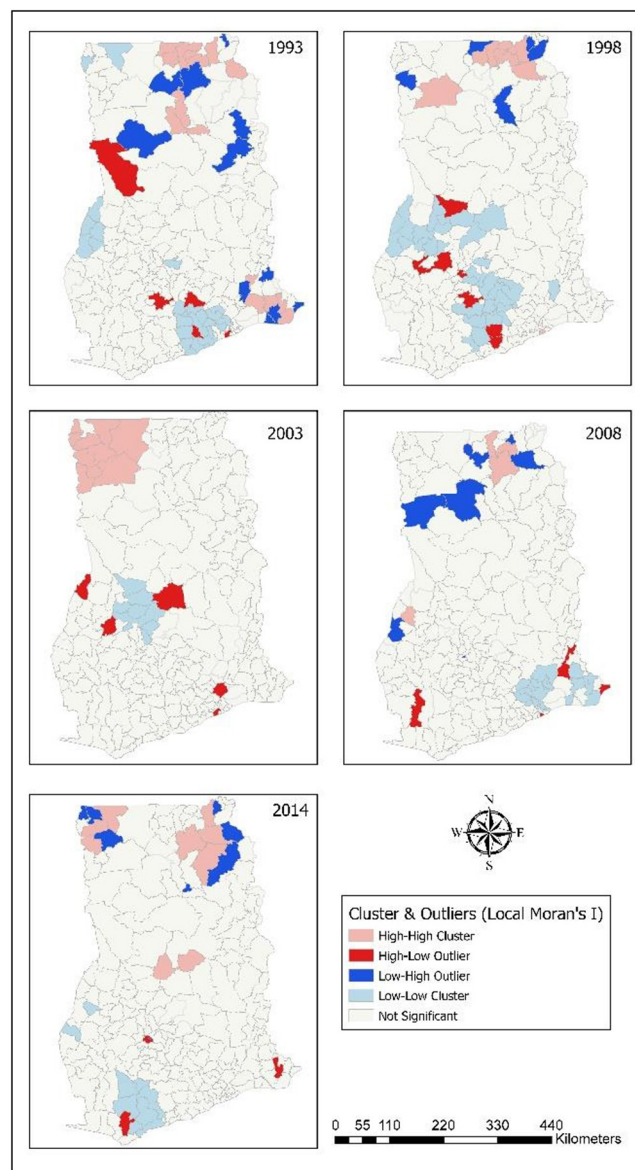 1993
1998
2003
2008
2014
N
W E
S
Cluster & Outliers (Local Moran's I)
High-High Cluster
High-Low Outlier
Low-High Outlier
Low-Low Cluster
Not Significant
0 55 110 220 330 440
Kilometers